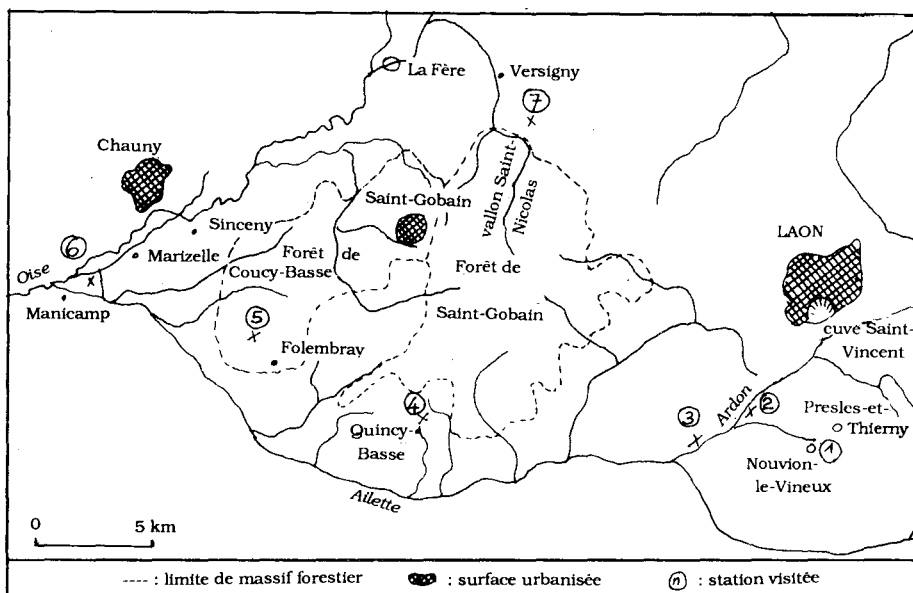 La Fère
Versigny
7
Chauny
vallon Saint-
Nicolas
Saint-Gobain
Sinceny
6
Marizelle
Forêt de
Coucy-Basse
Forêt de
Saint-Gobain
LAON
Oise
Manicamp
5
Folembray
cuve Saint-
Vincent
4
Quincy-
Basse
3
Ardon
2
Presles-et-
Thierny
1
Nouvion-
le-Vineux
Ailette
0 5 km
---- : limite de massif forestier : surface urbanisée n : station visitée